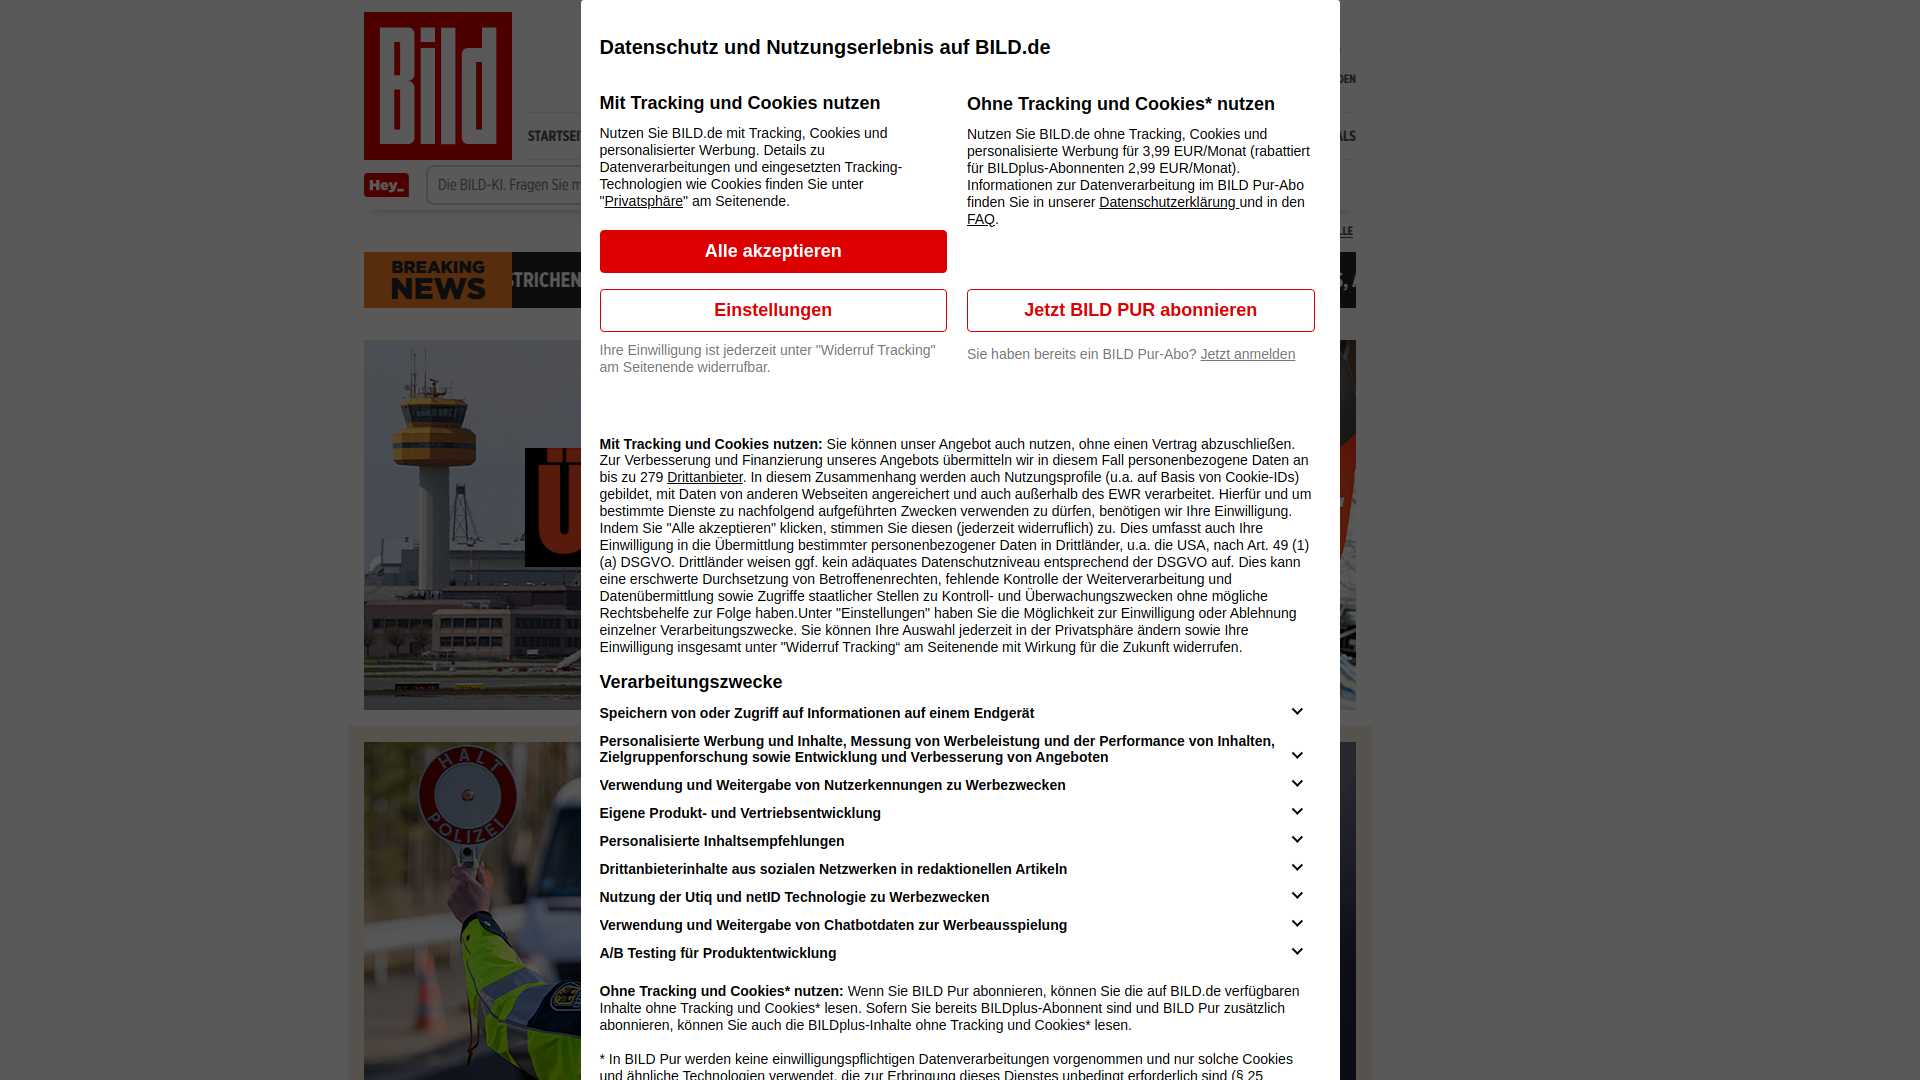 Bild
STARTSEI
Hey_
Die BILD-KI. Fragen Sie m
BREAKING
NEWS
STRICHEN
Ü
HALT
POLIZEI
Datenschutz und Nutzungserlebnis auf BILD.de
Mit Tracking und Cookies nutzen
Nutzen Sie BILD.de mit Tracking, Cookies und
personalisierter Werbung. Details zu
Datenverarbeitungen und eingesetzten Tracking-
Technologien wie Cookies finden Sie unter
"Privatsphäre" am Seitenende.
Alle akzeptieren
Einstellungen
Ihre Einwilligung ist jederzeit unter "Widerruf Tracking"
am Seitenende widerrufbar.
Ohne Tracking und Cookies* nutzen
Nutzen Sie BILD.de ohne Tracking, Cookies und
personalisierte Werbung für 3,99 EUR/Monat (rabattiert
für BILDplus-Abonnenten 2,99 EUR/Monat).
Informationen zur Datenverarbeitung im BILD Pur-Abo
finden Sie in unserer Datenschutzerklärung und in den
FAQ.
Jetzt BILD PUR abonnieren
Sie haben bereits ein BILD Pur-Abo? Jetzt anmelden
Mit Tracking und Cookies nutzen: Sie können unser Angebot auch nutzen, ohne einen Vertrag abzuschließen.
Zur Verbesserung und Finanzierung unseres Angebots übermitteln wir in diesem Fall personenbezogene Daten an
bis zu 279 Drittanbieter. In diesem Zusammenhang werden auch Nutzungsprofile (u.a. auf Basis von Cookie-IDs)
gebildet, mit Daten von anderen Webseiten angereichert und auch außerhalb des EWR verarbeitet. Hierfür und um
bestimmte Dienste zu nachfolgend aufgeführten Zwecken verwenden zu dürfen, benötigen wir Ihre Einwilligung.
Indem Sie "Alle akzeptieren" klicken, stimmen Sie diesen (jederzeit widerruflich) zu. Dies umfasst auch Ihre
Einwilligung in die Übermittlung bestimmter personenbezogener Daten in Drittländer, u.a. die USA, nach Art. 49 (1)
(a) DSGVO. Drittländer weisen ggf. kein adäquates Datenschutzniveau entsprechend der DSGVO auf. Dies kann
eine erschwerte Durchsetzung von Betroffenenrechten, fehlende Kontrolle der Weiterverarbeitung und
Datenübermittlung sowie Zugriffe staatlicher Stellen zu Kontroll- und Überwachungszwecken ohne mögliche
Rechtsbehelfe zur Folge haben.Unter "Einstellungen" haben Sie die Möglichkeit zur Einwilligung oder Ablehnung
einzelner Verarbeitungszwecke. Sie können Ihre Auswahl jederzeit in der Privatsphäre ändern sowie Ihre
Einwilligung insgesamt unter "Widerruf Tracking“ am Seitenende mit Wirkung für die Zukunft widerrufen.
Verarbeitungszwecke
Speichern von oder Zugriff auf Informationen auf einem Endgerät
Personalisierte Werbung und Inhalte, Messung von Werbeleistung und der Performance von Inhalten,
Zielgruppenforschung sowie Entwicklung und Verbesserung von Angeboten
Verwendung und Weitergabe von Nutzerkennungen zu Werbezwecken
Eigene Produkt- und Vertriebsentwicklung
Personalisierte Inhaltsempfehlungen
Drittanbieterinhalte aus sozialen Netzwerken in redaktionellen Artikeln
Nutzung der Utiq und netID Technologie zu Werbezwecken
Verwendung und Weitergabe von Chatbotdaten zur Werbeausspielung
A/B Testing für Produktentwicklung
Ohne Tracking und Cookies* nutzen: Wenn Sie BILD Pur abonnieren, können Sie die auf BILD.de verfügbaren
Inhalte ohne Tracking und Cookies* lesen. Sofern Sie bereits BILDplus-Abonnent sind und BILD Pur zusätzlich
abonnieren, können Sie auch die BILDplus-Inhalte ohne Tracking und Cookies* lesen.
* In BILD Pur werden keine einwilligungspflichtigen Datenverarbeitungen vorgenommen und nur solche Cookies
und ähnliche Technologien verwendet, die zur Erbringung dieses Dienstes unbedingt erforderlich sind (§ 25